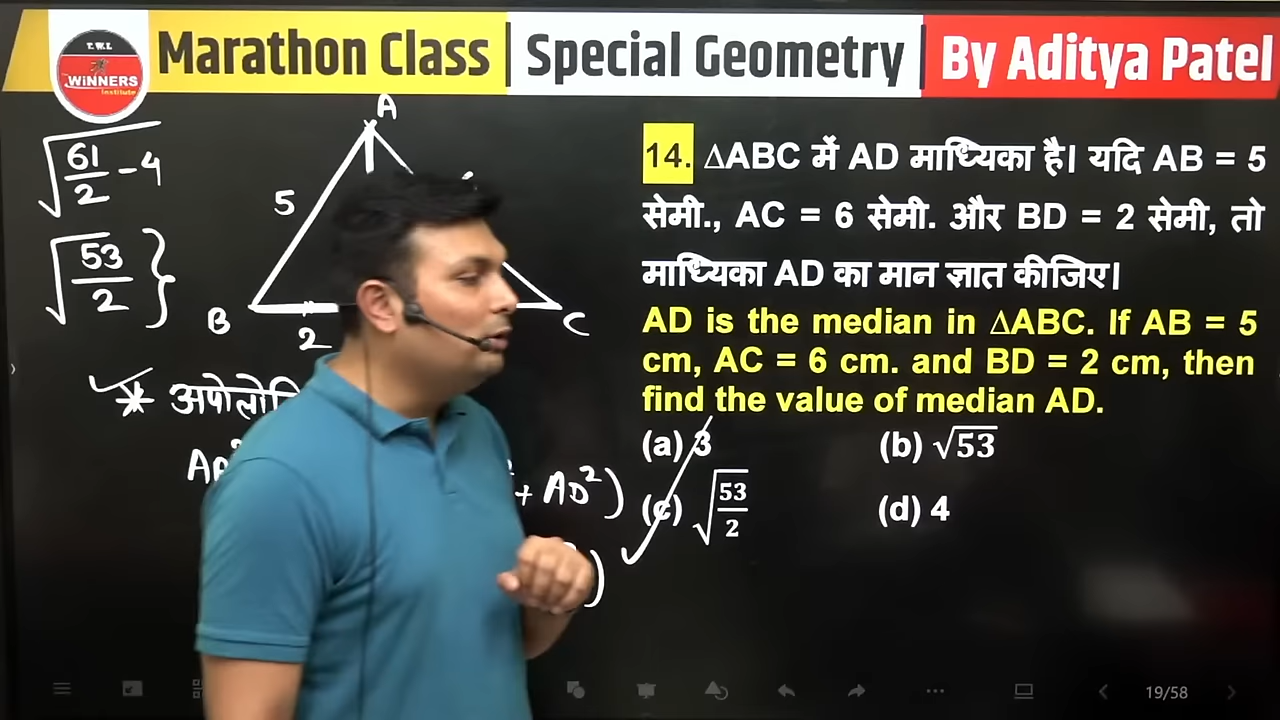 T.W.I.
WINNERS
Institute
Marathon Class | Special Geometry By Aditya Patel
A
√61/2 - 4
5
√53/2 }
B
2
C
* अपोलोनि
+ AD²)
)
14. ∆ABC में AD माध्यिका है। यदि AB = 5
सेमी., AC = 6 सेमी. और BD = 2 सेमी, तो
माध्यिका AD का मान ज्ञात कीजिए।
AD is the median in ∆ABC. If AB = 5
cm, AC = 6 cm. and BD = 2 cm, then
find the value of median AD.
(a) 3 (b) √53
(c) √53/2 (d) 4
19/58